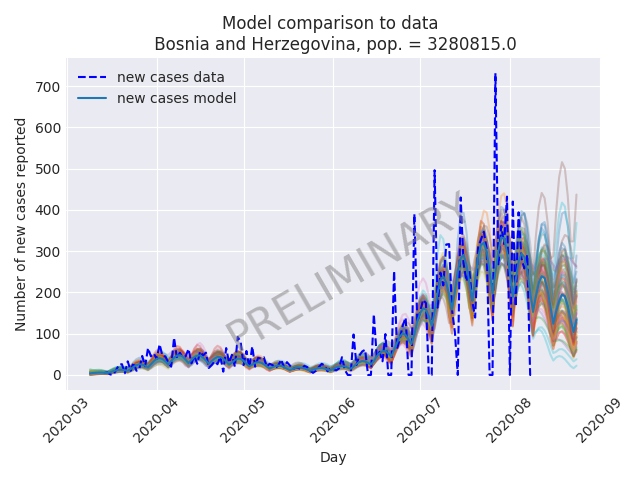 Model comparison to data
Bosnia and Herzegovina, pop. = 3280815.0
new cases data
new cases model
PRELIMINARY
Number of new cases reported
700
600
500
400
300
200
100
0
2020-03
2020-04
2020-05
2020-06
2020-07
2020-08
2020-09
Day